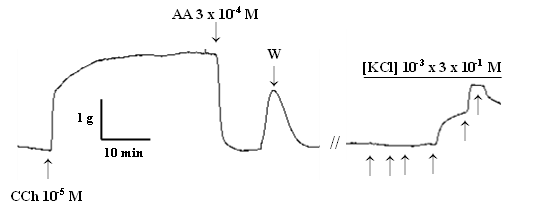 AA 3 x 10⁻⁴ M
W
[KCl] 10⁻³ x 3 x 10⁻¹ M
1 g
10 min
//
CCh 10⁻⁵ M